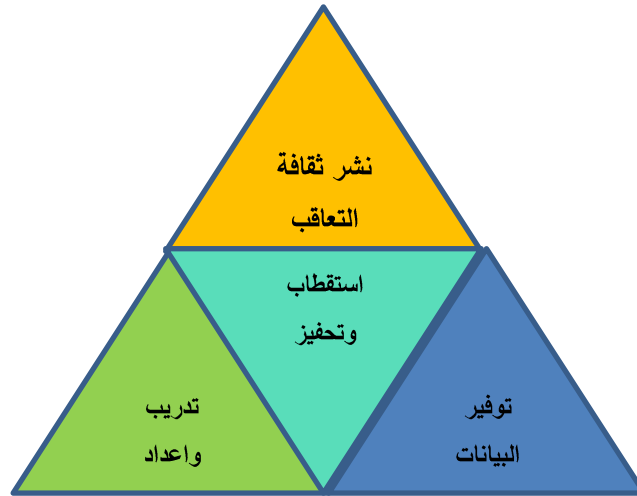 نشر ثقافة
التعاقب
استقطاب
وتحفيز
توفير
البيانات
تدريب
واعداد